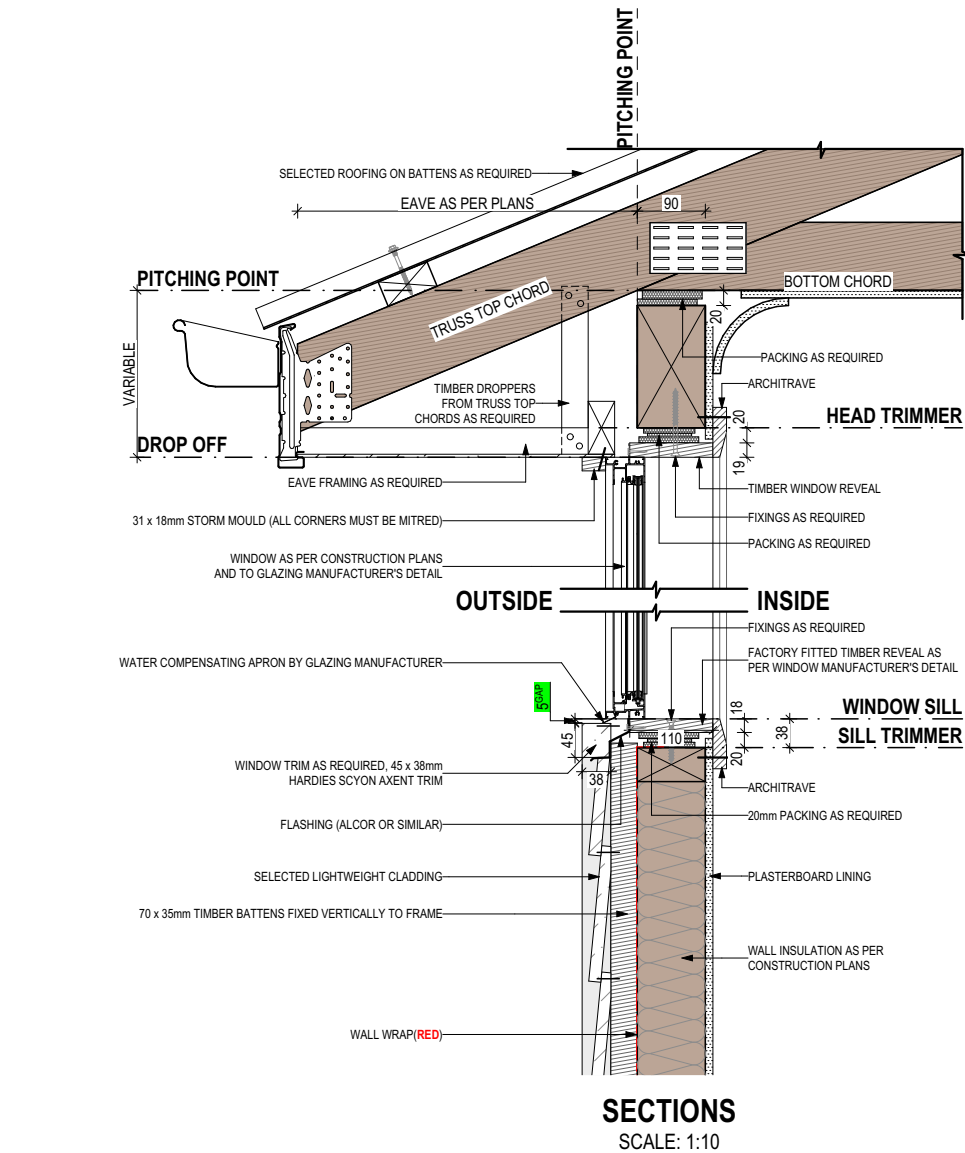 PITCHING POINT
SELECTED ROOFING ON BATTENS AS REQUIRED
EAVE AS PER PLANS
90
PITCHING POINT
BOTTOM CHORD
TRUSS TOP CHORD
20
VARIABLE
PACKING AS REQUIRED
TIMBER DROPPERS
FROM TRUSS TOP
CHORDS AS REQUIRED
ARCHITRAVE
20
HEAD TRIMMER
DROP OFF
19
EAVE FRAMING AS REQUIRED
TIMBER WINDOW REVEAL
31 x 18mm STORM MOULD (ALL CORNERS MUST BE MITRED)
FIXINGS AS REQUIRED
PACKING AS REQUIRED
WINDOW AS PER CONSTRUCTION PLANS
AND TO GLAZING MANUFACTURER'S DETAIL
OUTSIDE
INSIDE
FIXINGS AS REQUIRED
WATER COMPENSATING APRON BY GLAZING MANUFACTURER
FACTORY FITTED TIMBER REVEAL AS
PER WINDOW MANUFACTURER'S DETAIL
5 GAP
18
WINDOW SILL
45
110
38
SILL TRIMMER
20
WINDOW TRIM AS REQUIRED, 45 x 38mm
HARDIES SCYON AXENT TRIM
38
ARCHITRAVE
FLASHING (ALCOR OR SIMILAR)
20mm PACKING AS REQUIRED
SELECTED LIGHTWEIGHT CLADDING
PLASTERBOARD LINING
70 x 35mm TIMBER BATTENS FIXED VERTICALLY TO FRAME
WALL INSULATION AS PER
CONSTRUCTION PLANS
WALL WRAP(RED)
SECTIONS
SCALE: 1:10